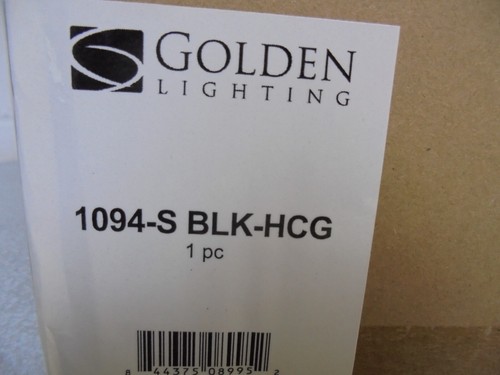 GOLDEN
LIGHTING
1094-S BLK-HCG
1 pc
8 44375 08995 2